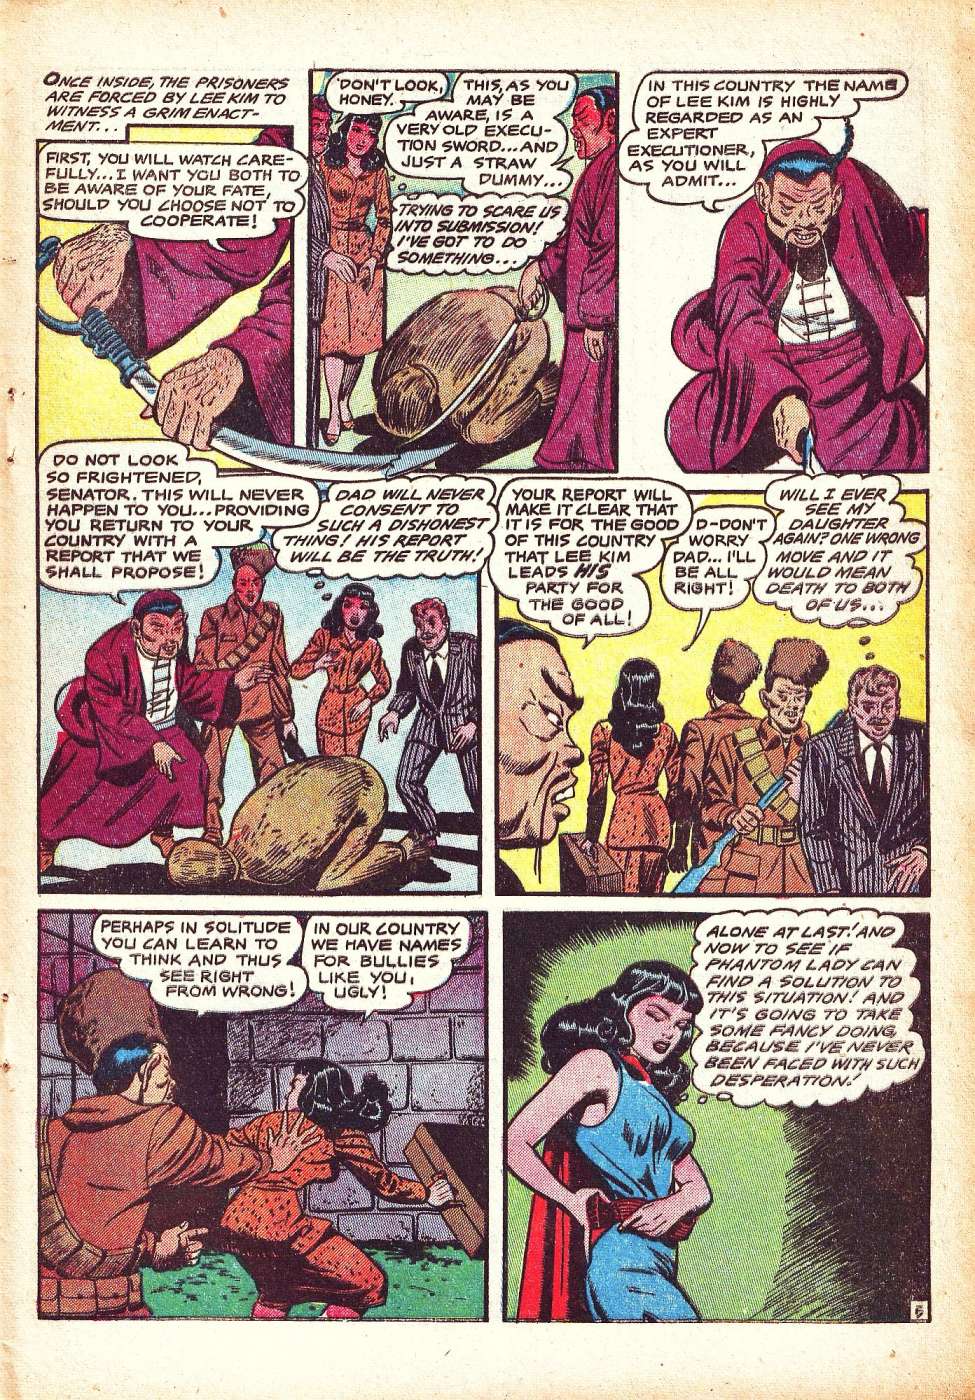 ONCE INSIDE, THE PRISONERS
ARE FORCED BY LEE KIM TO
WITNESS A GRIM ENACT-
MENT...
FIRST, YOU WILL WATCH CARE-
FULLY... I WANT YOU BOTH TO
BE AWARE OF YOUR FATE,
SHOULD YOU CHOOSE NOT TO
COOPERATE!
DON'T LOOK,
HONEY.
THIS, AS YOU
MAY BE
AWARE, IS A
VERY OLD EXECU-
TION SWORD...AND
JUST A STRAW
DUMMY...
TRYING TO SCARE US
INTO SUBMISSION!
I'VE GOT TO DO
SOMETHING...
IN THIS COUNTRY THE NAME
OF LEE KIM IS HIGHLY
REGARDED AS AN
EXPERT
EXECUTIONER,
AS YOU WILL
ADMIT...
DO NOT LOOK
SO FRIGHTENED,
SENATOR. THIS WILL NEVER
HAPPEN TO YOU...PROVIDING
YOU RETURN TO YOUR
COUNTRY WITH A
REPORT THAT WE
SHALL PROPOSE!
DAD WILL NEVER
CONSENT TO
SUCH A DISHONEST
THING! HIS REPORT
WILL BE THE TRUTH!
YOUR REPORT WILL
MAKE IT CLEAR THAT
IT IS FOR THE GOOD
OF THIS COUNTRY
THAT LEE KIM
LEADS HIS
PARTY FOR
THE GOOD
OF ALL!
D-DON'T
WORRY
DAD... I'LL
BE ALL
RIGHT!
WILL I EVER
SEE MY
DAUGHTER
AGAIN? ONE WRONG
MOVE AND IT
WOULD MEAN
DEATH TO BOTH
OF US...
PERHAPS IN SOLITUDE
YOU CAN LEARN TO
THINK AND THUS
SEE RIGHT
FROM WRONG!
IN OUR COUNTRY
WE HAVE NAMES
FOR BULLIES
LIKE YOU,
UGLY!
ALONE AT LAST! AND
NOW TO SEE IF
PHANTOM LADY CAN
FIND A SOLUTION TO
THIS SITUATION! AND
IT'S GOING TO TAKE
SOME FANCY DOING,
BECAUSE I'VE NEVER
BEEN FACED WITH SUCH
DESPERATION!